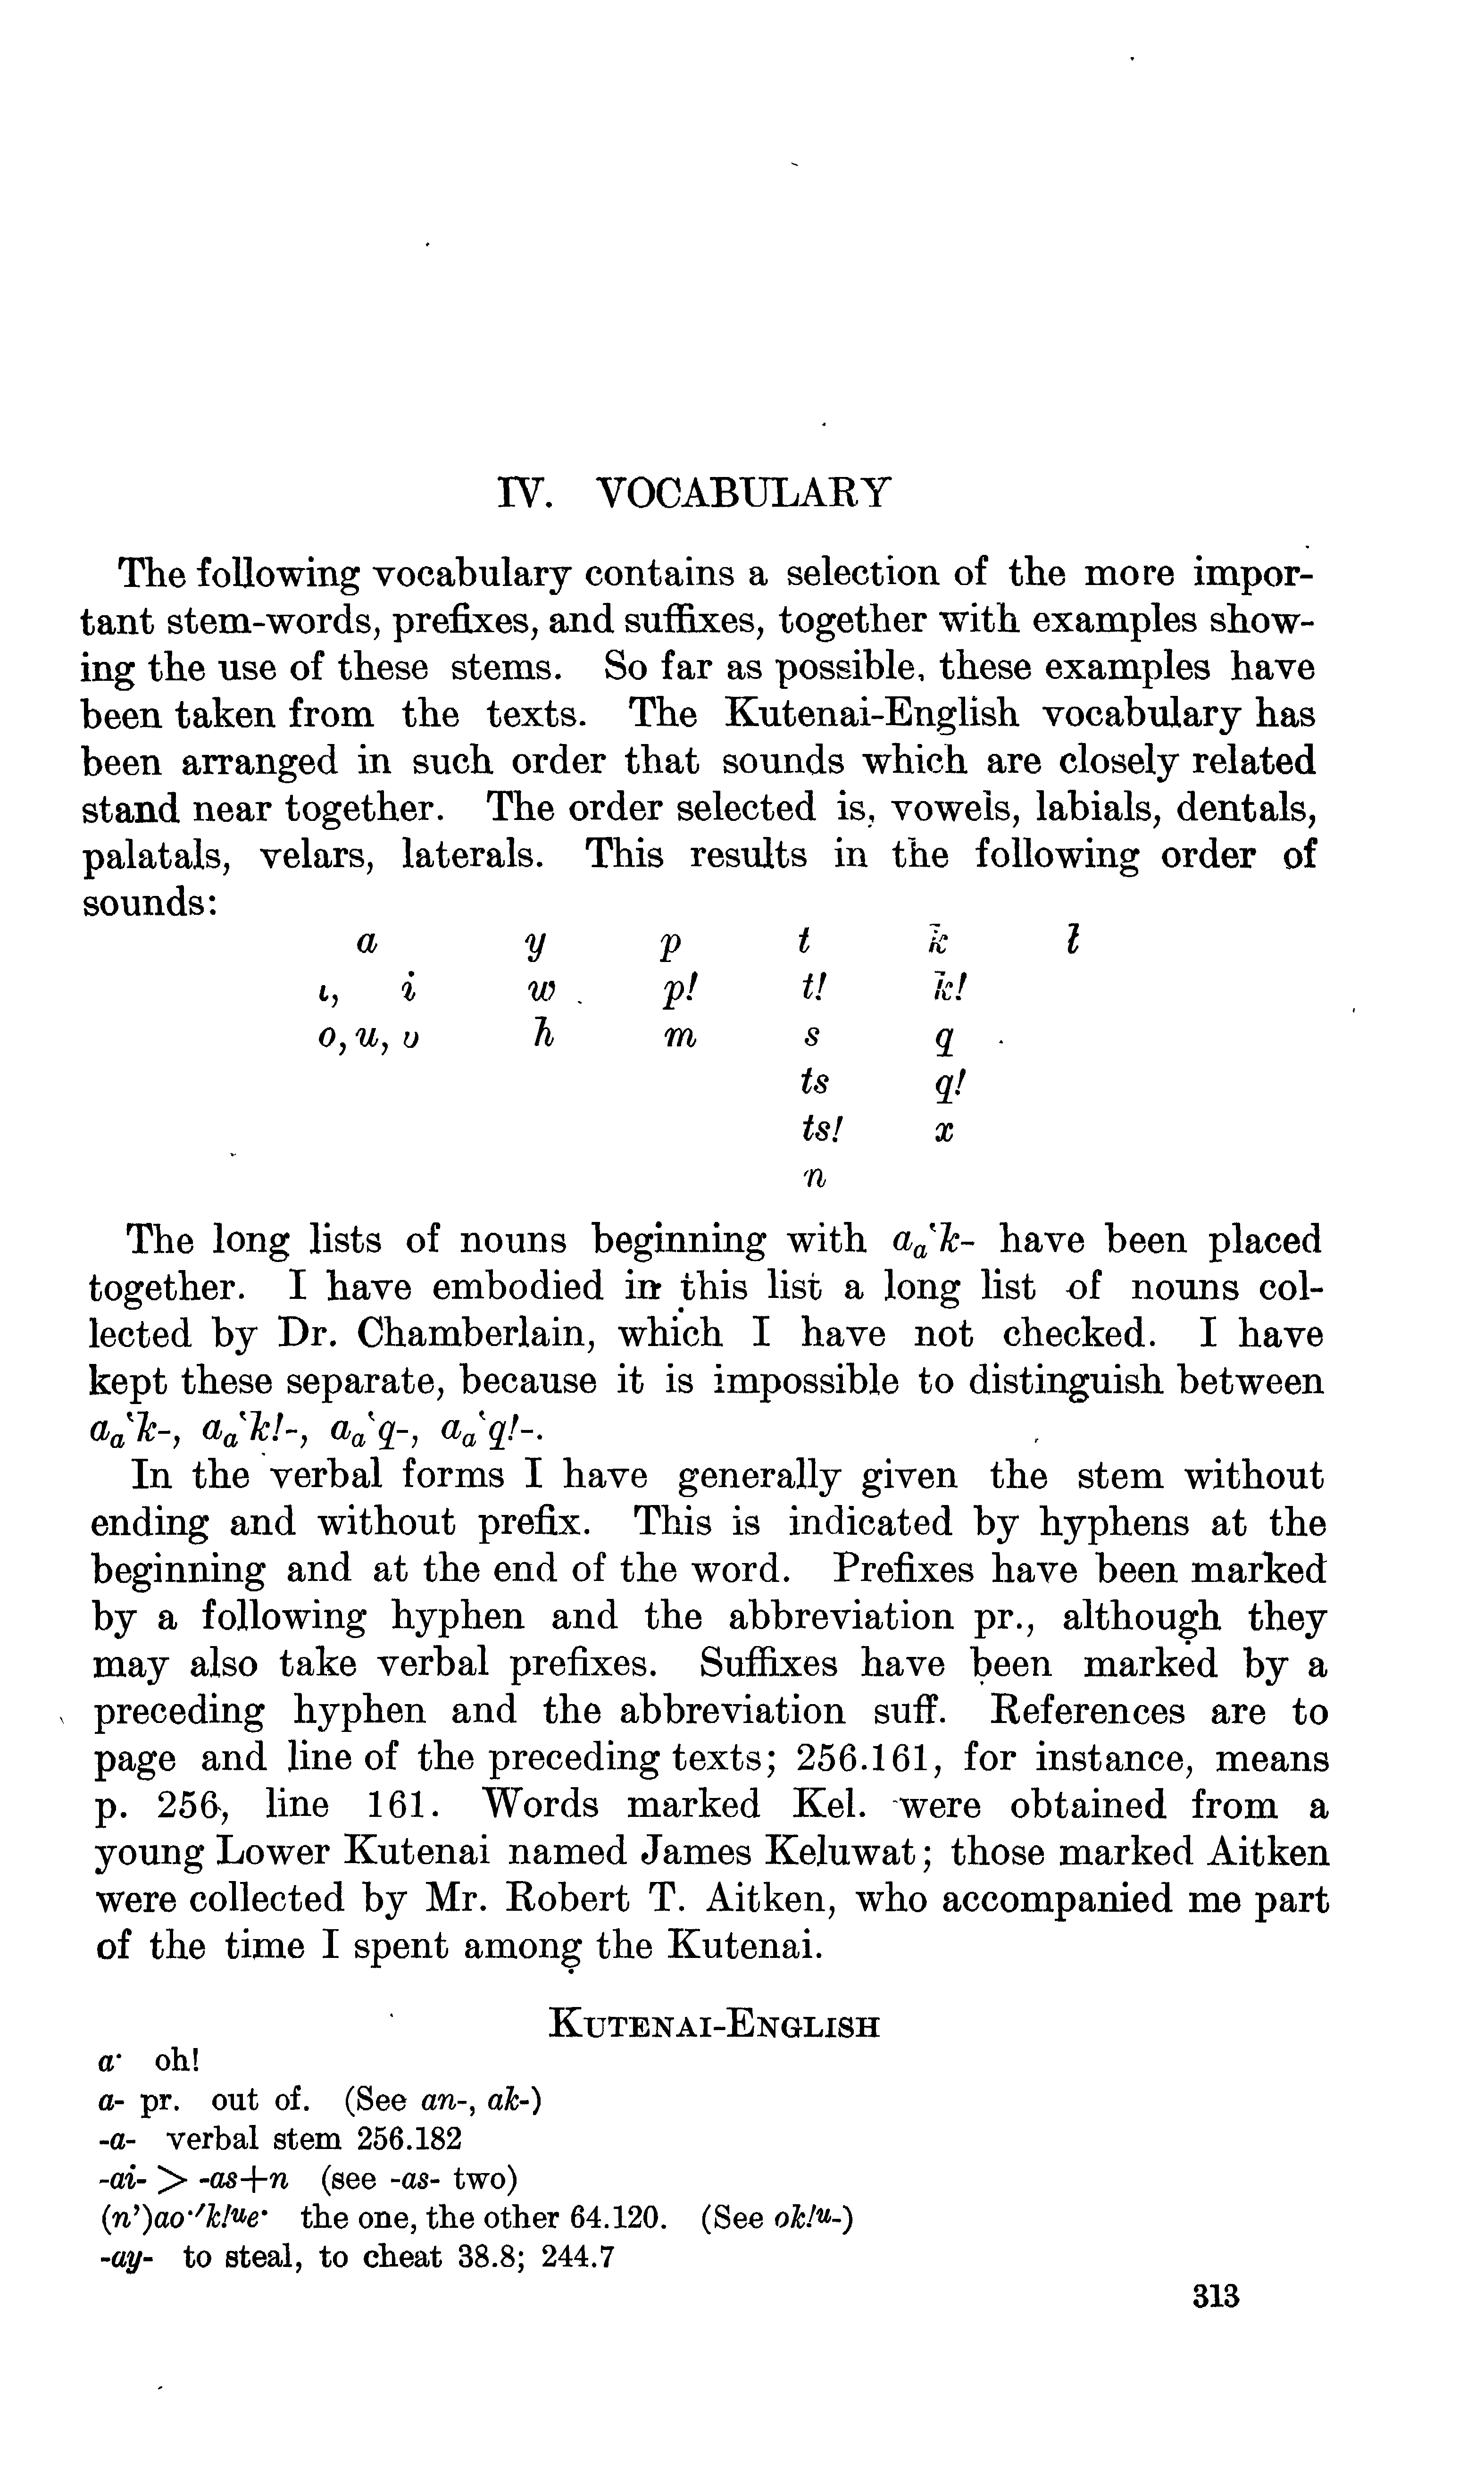 IV. VOCABULARY
The following vocabulary contains a selection of the more impor-
tant stem-words, prefixes, and suffixes, together with examples show-
ing the use of these stems. So far as possible, these examples have
been taken from the texts. The Kutenai-English vocabulary has
been arranged in such order that sounds which are closely related
stand near together. The order selected is, vowels, labials, dentals,
palatals, velars, laterals. This results in the following order of
sounds:
a y p t k ł
ι, i w p! t! k!
o, u, ʋ h m s q
ts q!
ts! x
n
The long lists of nouns beginning with aₐ‛k- have been placed
together. I have embodied in this list a long list of nouns col-
lected by Dr. Chamberlain, which I have not checked. I have
kept these separate, because it is impossible to distinguish between
aₐ‛k-, aₐ‛k!-, aₐ‛q-, aₐ‛q!-.
In the verbal forms I have generally given the stem without
ending and without prefix. This is indicated by hyphens at the
beginning and at the end of the word. Prefixes have been marked
by a following hyphen and the abbreviation pr., although they
may also take verbal prefixes. Suffixes have been marked by a
preceding hyphen and the abbreviation suff. References are to
page and line of the preceding texts; 256.161, for instance, means
p. 256, line 161. Words marked Kel. were obtained from a
young Lower Kutenai named James Keluwat; those marked Aitken
were collected by Mr. Robert T. Aitken, who accompanied me part
of the time I spent among the Kutenai.
KUTENAI-ENGLISH
a· oh!
a- pr. out of. (See an-, ak-)
-a- verbal stem 256.182
-ai- > -as+n (see -as- two)
(n’)ao·′k!ᵘe· the one, the other 64.120. (See ok!ᵘ-)
-ay- to steal, to cheat 38.8; 244.7
313